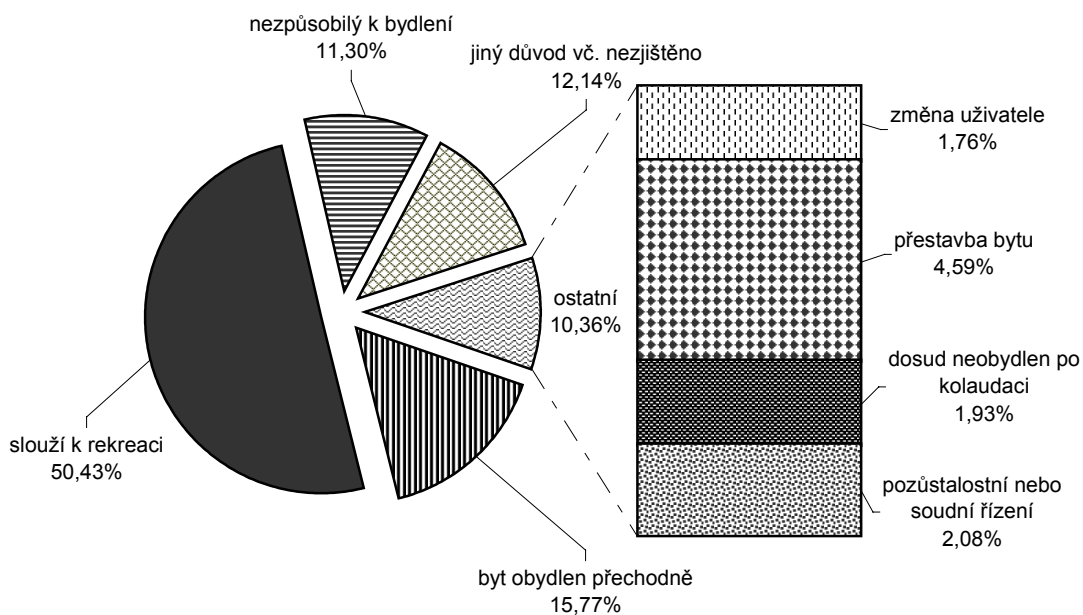 nezpůsobilý k bydlení
11,30%
jiný důvod vč. nezjištěno
12,14%
změna uživatele
1,76%
přestavba bytu
4,59%
ostatní
10,36%
dosud neobydlen po
kolaudaci
1,93%
slouží k rekreaci
50,43%
pozůstalostní nebo
soudní řízení
2,08%
byt obydlen přechodně
15,77%